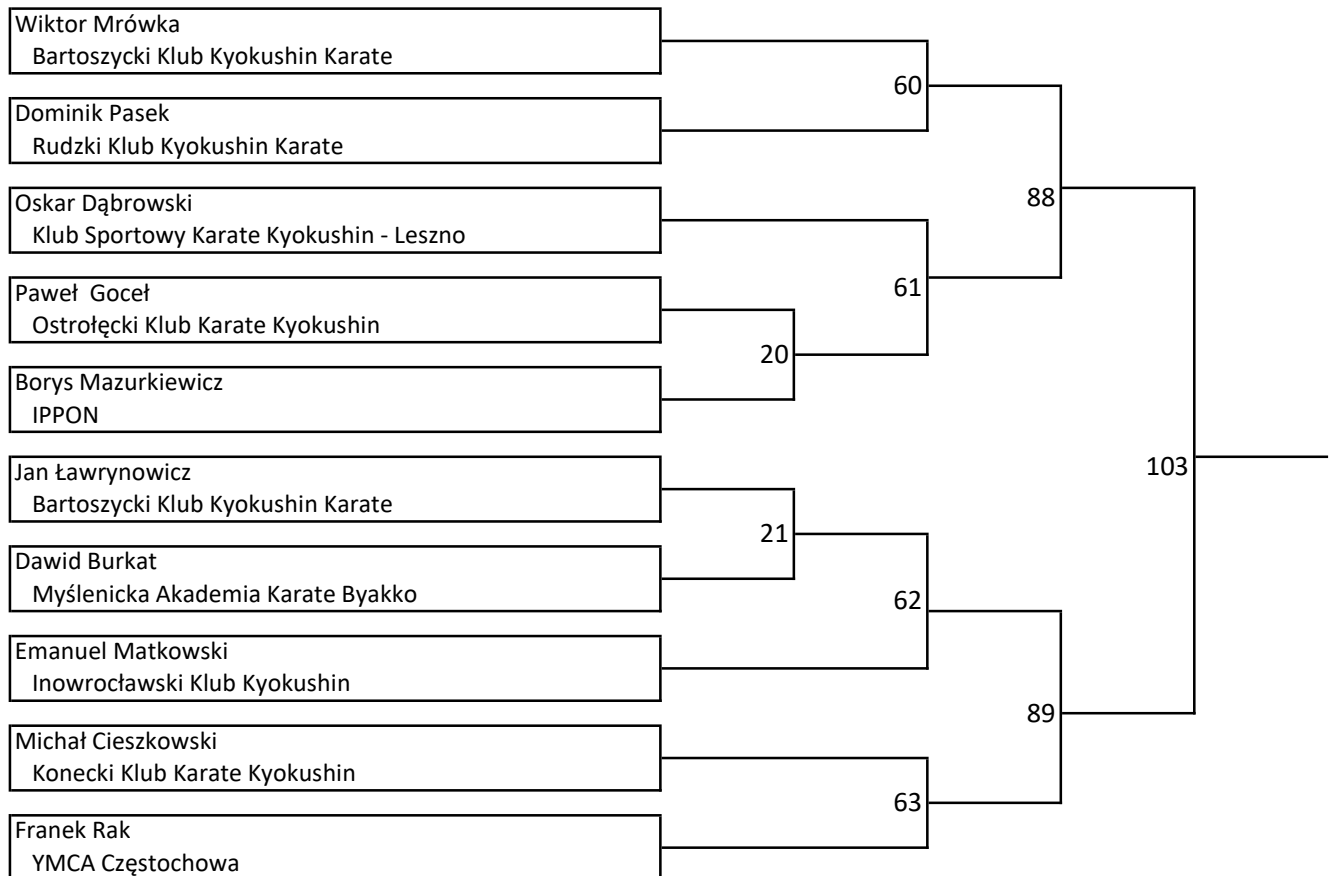 Wiktor Mrówka
Bartoszycki Klub Kyokushin Karate
60
Dominik Pasek
Rudzki Klub Kyokushin Karate
Oskar Dąbrowski
88
Klub Sportowy Karate Kyokushin - Leszno
Paweł  Goceł
61
Ostrołęcki Klub Karate Kyokushin
20
Borys Mazurkiewicz
IPPON
Jan Ławrynowicz
103
Bartoszycki Klub Kyokushin Karate
21
Dawid Burkat
Myślenicka Akademia Karate Byakko
62
Emanuel Matkowski
Inowrocławski Klub Kyokushin
89
Michał Cieszkowski
Konecki Klub Karate Kyokushin
63
Franek Rak
YMCA Częstochowa